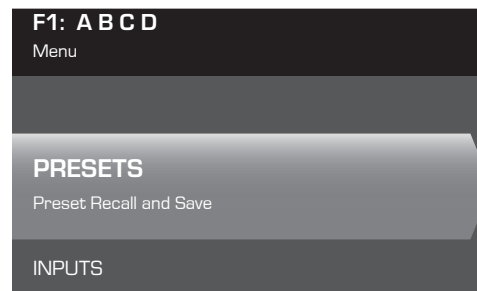 F1: A B C D
Menu
PRESETS
Preset Recall and Save
INPUTS